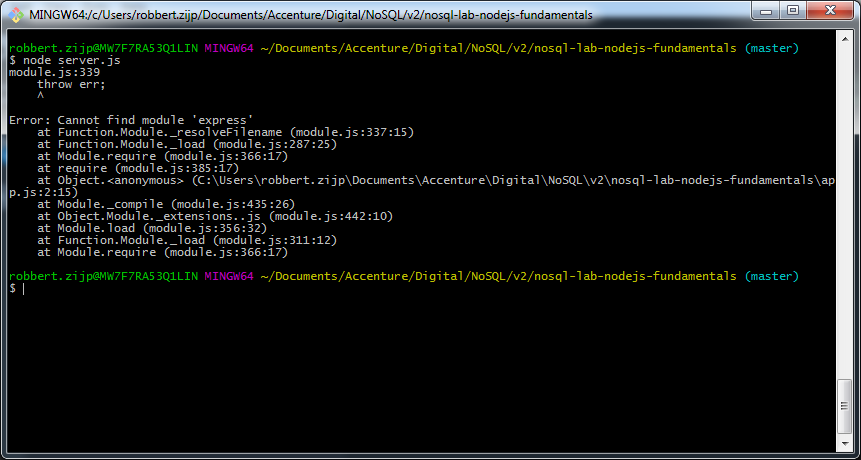 MINGW64:/c/Users/robbert.zijp/Documents/Accenture/Digital/NoSQL/v2/nosql-lab-nodejs-fundamentals
robbert.zijp@MW7F7RA53Q1LIN MINGW64 ~/Documents/Accenture/Digital/NoSQL/v2/nosql-lab-nodejs-fundamentals (master)
$ node server.js
module.js:339
    throw err;
    ^

Error: Cannot find module 'express'
    at Function.Module._resolveFilename (module.js:337:15)
    at Function.Module._load (module.js:287:25)
    at Module.require (module.js:366:17)
    at require (module.js:385:17)
    at Object.<anonymous> (C:\Users\robbert.zijp\Documents\Accenture\Digital\NoSQL\v2\nosql-lab-nodejs-fundamentals\ap
p.js:2:15)
    at Module._compile (module.js:435:26)
    at Object.Module._extensions..js (module.js:442:10)
    at Module.load (module.js:356:32)
    at Function.Module._load (module.js:311:12)
    at Module.require (module.js:366:17)

robbert.zijp@MW7F7RA53Q1LIN MINGW64 ~/Documents/Accenture/Digital/NoSQL/v2/nosql-lab-nodejs-fundamentals (master)
$